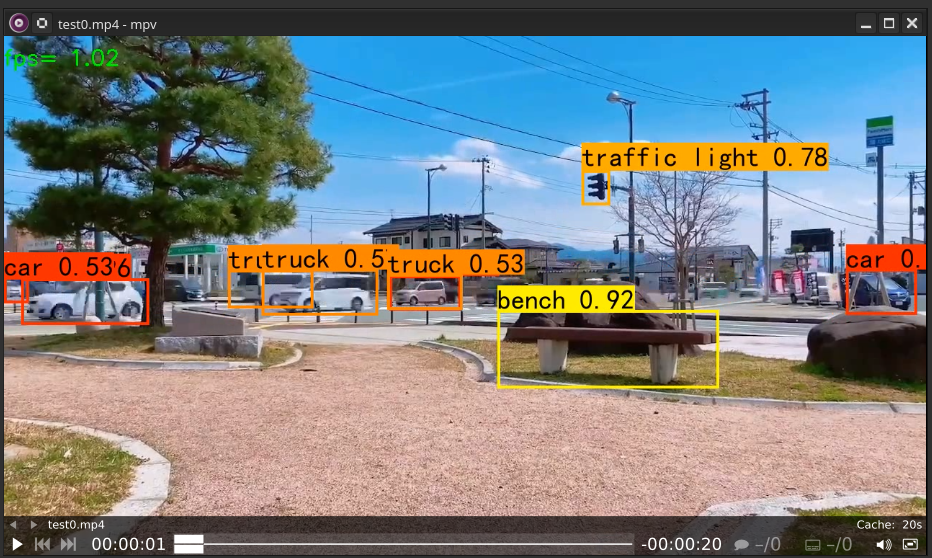 test0.mp4 - mpv
fps= 1.02
traffic light 0.78
car 0.53
truck 0.5
truck 0.53
car 0.
bench 0.92
test0.mp4
Cache: 20s
00:00:01
-00:00:20
-/0
-/0